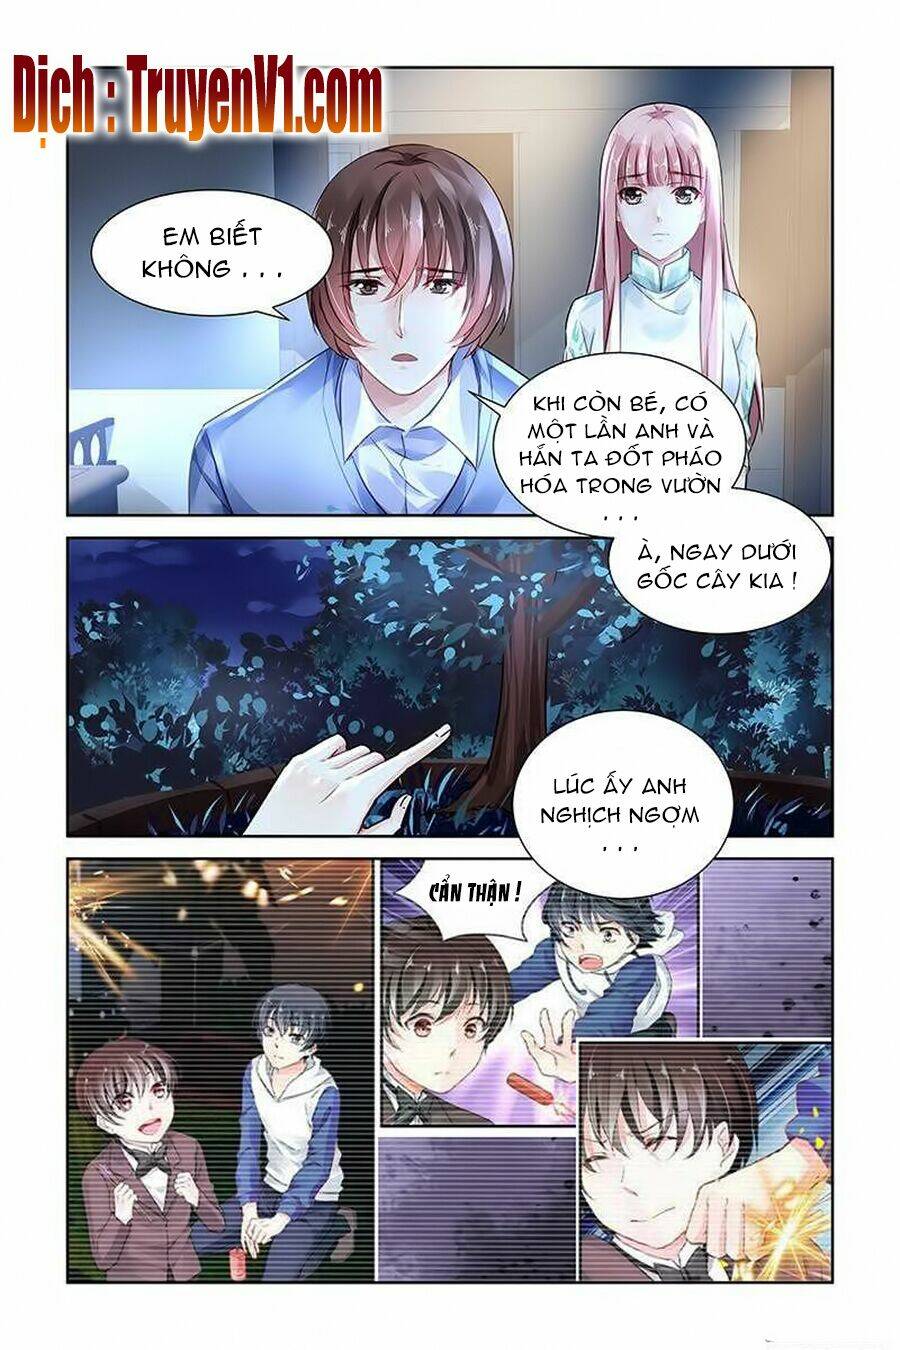 Dịch : TruyenV1.com
EM BIẾT
KHÔNG . . .
KHI CÒN BÉ, CÓ
MỘT LẦN ANH VÀ
HẮN TA ĐỐT PHÁO
HÓA TRONG VƯỜN
. . .
À, NGAY DƯỚI
GỐC CÂY KIA !
LÚC ẤY ANH
NGHỊCH NGỢM
. . .
CẨN THẬN !